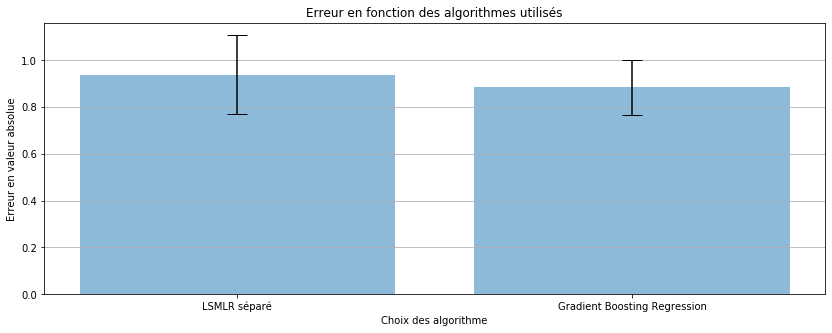 Erreur en fonction des algorithmes utilisés
Erreur en valeur absolue
1.0
0.8
0.6
0.4
0.2
0.0
LSMLR séparé
Gradient Boosting Regression
Choix des algorithme